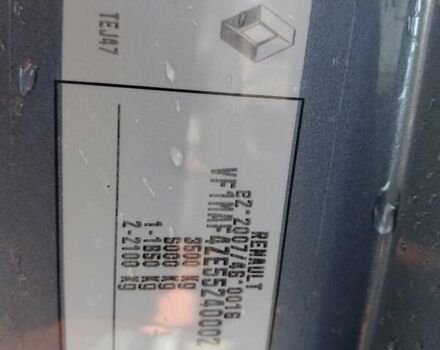 RENAULT
e2*2007/46*0016
VF1MAF4ZE55240002
3500 kg
5000 kg
1-1850 kg
2-2100 kg
TEJ47